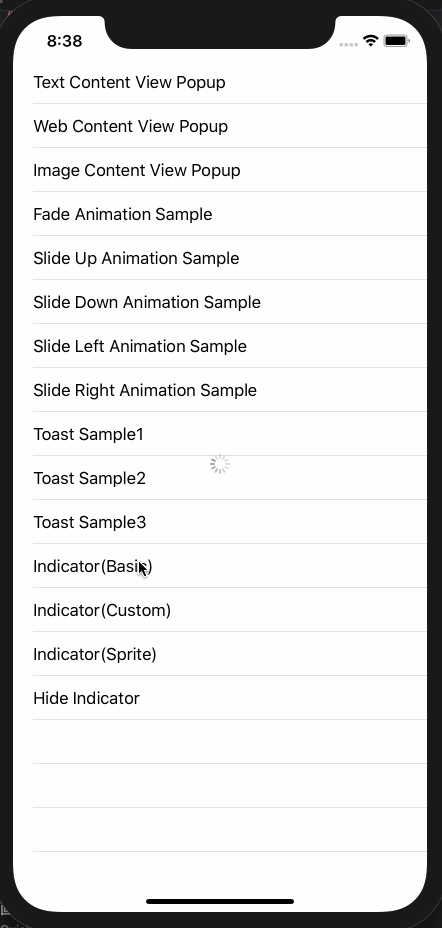 8:38
Text Content View Popup
Web Content View Popup
Image Content View Popup
Fade Animation Sample
Slide Up Animation Sample
Slide Down Animation Sample
Slide Left Animation Sample
Slide Right Animation Sample
Toast Sample1
Toast Sample2
Toast Sample3
Indicator(Basic)
Indicator(Custom)
Indicator(Sprite)
Hide Indicator